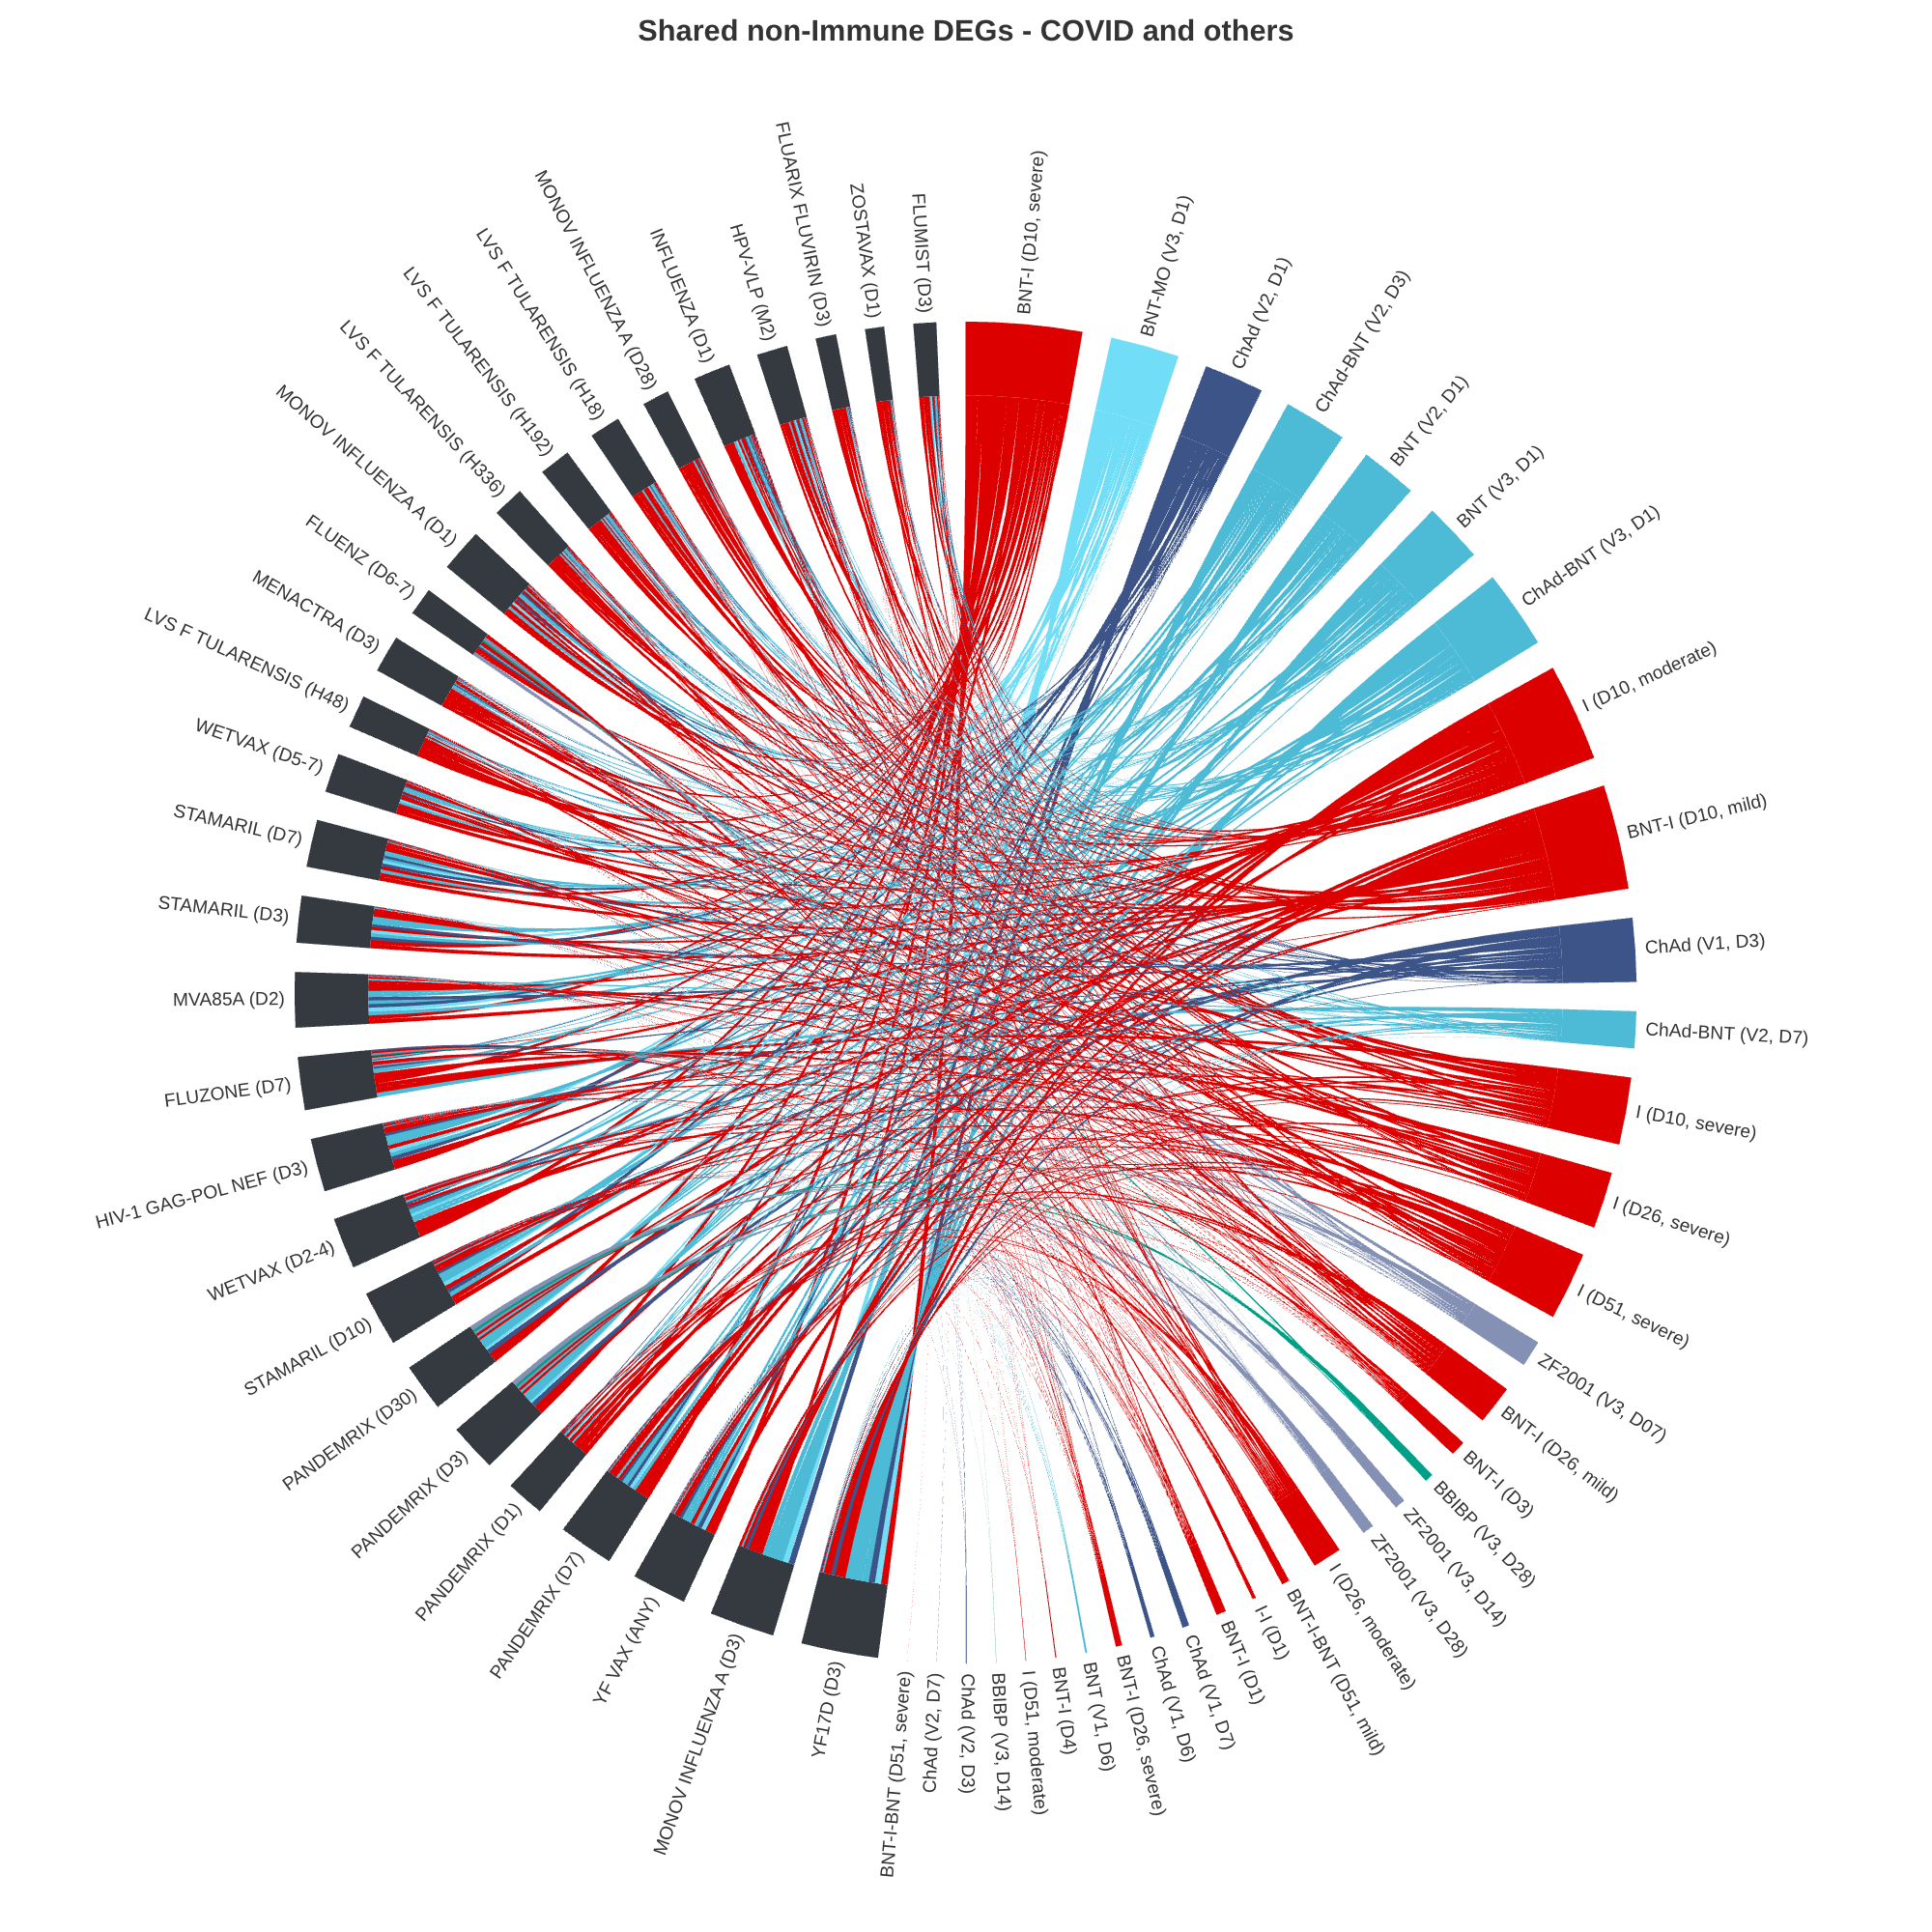 Shared non-Immune DEGs - COVID and others
BNT-I (D10, severe)
BNT-MO (V3, D1)
ChAd (V2, D1)
ChAd-BNT (V2, D3)
BNT (V2, D1)
BNT (V3, D1)
ChAd-BNT (V3, D1)
I (D10, moderate)
BNT-I (D10, mild)
ChAd (V1, D3)
ChAd-BNT (V2, D7)
I (D10, severe)
I (D26, severe)
I (D51, severe)
ZF2001 (V3, D07)
BNT-I (D26, mild)
BNT-I (D3)
BBIBP (V3, D28)
ZF2001 (V3, D14)
ZF2001 (V3, D28)
I (D26, moderate)
BNT-I-BNT (D51, mild)
I-I (D1)
BNT-I (D1)
ChAd (V1, D7)
ChAd (V1, D6)
BNT-I (D26, severe)
BNT (V1, D6)
BNT-I (D4)
I (D51, moderate)
BBIBP (V3, D14)
ChAd (V2, D3)
ChAd (V2, D7)
BNT-I-BNT (D51, severe)
YF17D (D3)
MONOV INFLUENZA A (D3)
YF VAX (ANY)
PANDEMRIX (D7)
PANDEMRIX (D1)
PANDEMRIX (D3)
PANDEMRIX (D30)
STAMARIL (D10)
WETVAX (D2-4)
HIV-1 GAG-POL NEF (D3)
FLUZONE (D7)
MVA85A (D2)
STAMARIL (D3)
STAMARIL (D7)
WETVAX (D5-7)
LVS F TULARENSIS (H48)
MENACTRA (D3)
FLUENZ (D6-7)
MONOV INFLUENZA A (D1)
LVS F TULARENSIS (H336)
LVS F TULARENSIS (H192)
LVS F TULARENSIS (H18)
MONOV INFLUENZA A (D28)
INFLUENZA (D1)
HPV-VLP (M2)
FLUARIX FLUVIRIN (D3)
ZOSTAVAX (D1)
FLUMIST (D3)